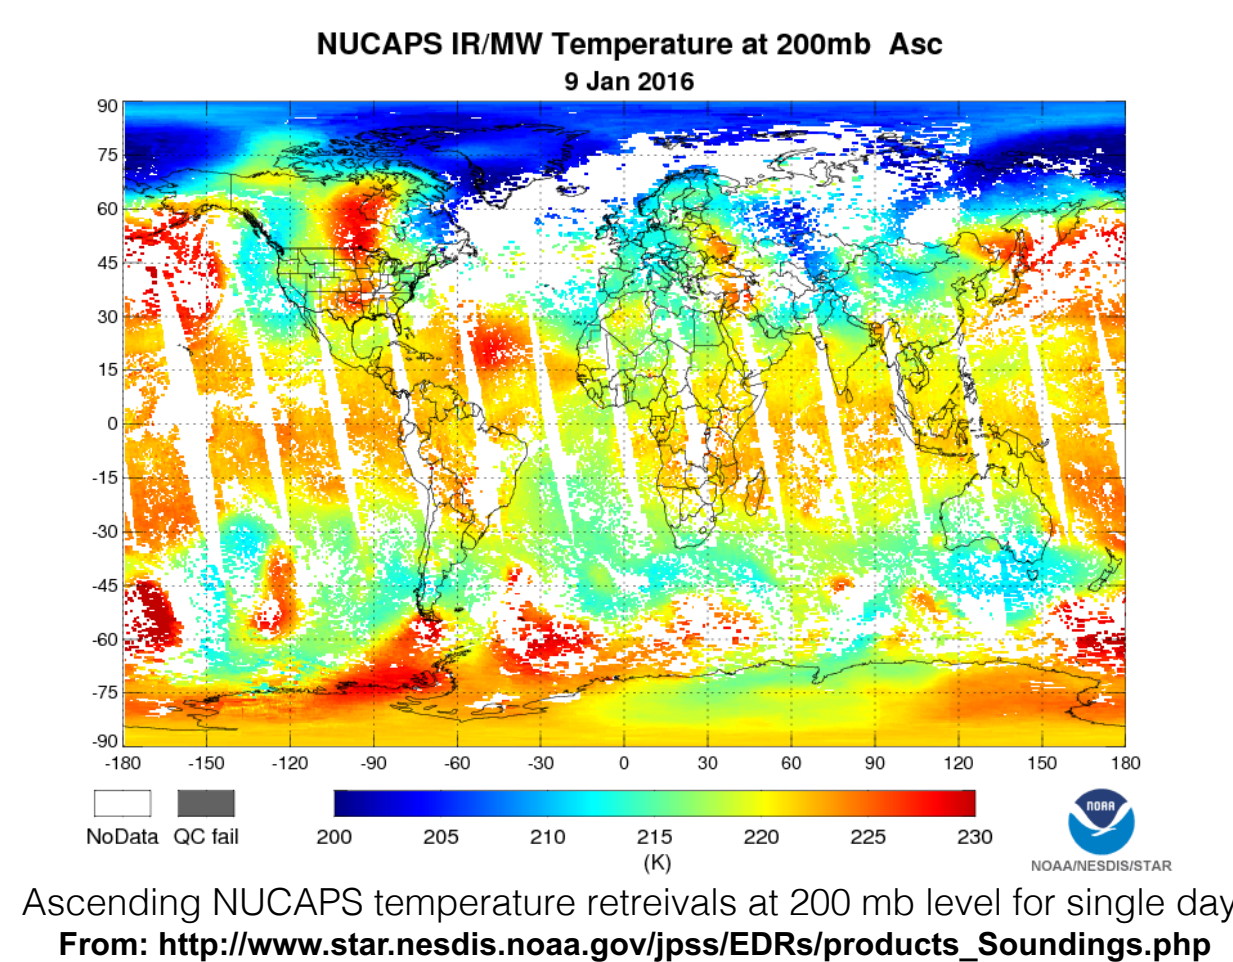 NUCAPS IR/MW Temperature at 200mb Asc
9 Jan 2016
90
75
60
45
30
15
0
-15
-30
-45
-60
-75
-90
-180 -150 -120 -90 -60 -30 0 30 60 90 120 150 180
NoData QC fail
200 205 210 215 220 225 230
(K)
NOAA
NOAA/NESDIS/STAR
Ascending NUCAPS temperature retreivals at 200 mb level for single day
From: http://www.star.nesdis.noaa.gov/jpss/EDRs/products_Soundings.php